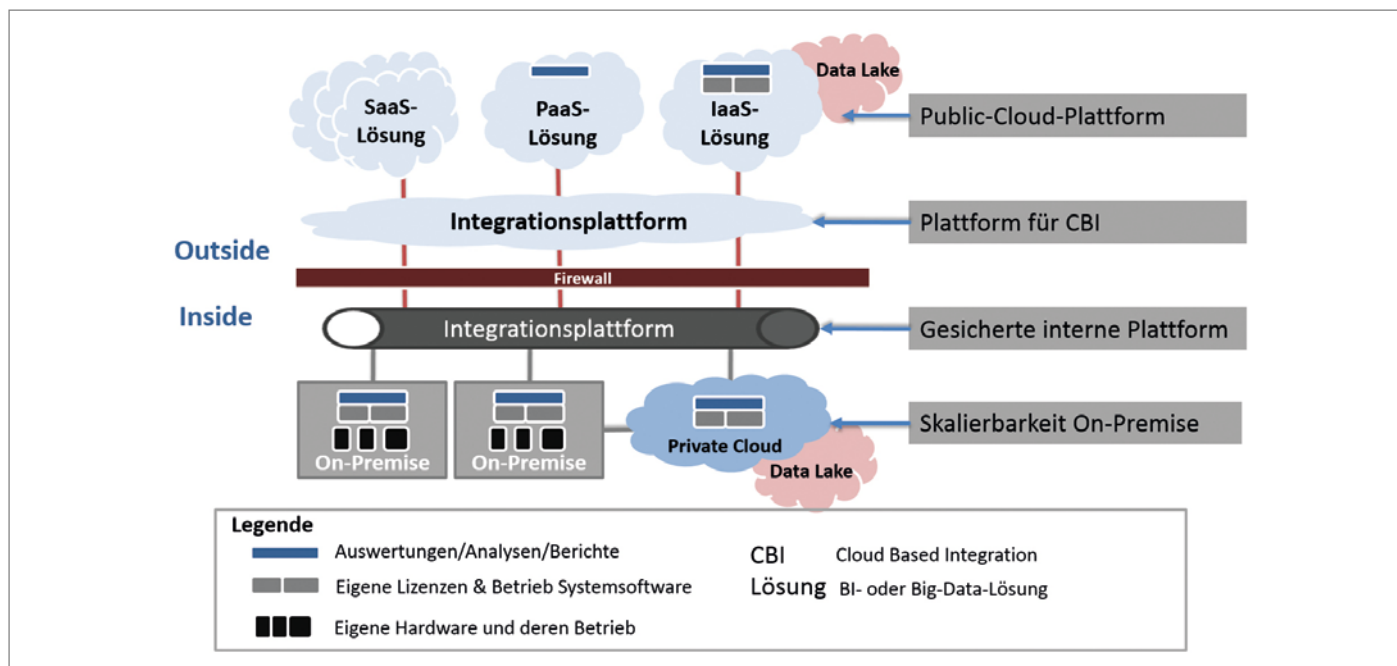 SaaS-
Lösung
PaaS-
Lösung
IaaS-
Lösung
Data Lake
Public-Cloud-Plattform
Integrationsplattform
Plattform für CBI
Outside
Firewall
Inside
Integrationsplattform
Gesicherte interne Plattform
On-Premise
On-Premise
Private Cloud
Skalierbarkeit On-Premise
Data Lake
Legende
Auswertungen/Analysen/Berichte
Eigene Lizenzen & Betrieb Systemsoftware
Eigene Hardware und deren Betrieb
CBI Cloud Based Integration
Lösung BI- oder Big-Data-Lösung